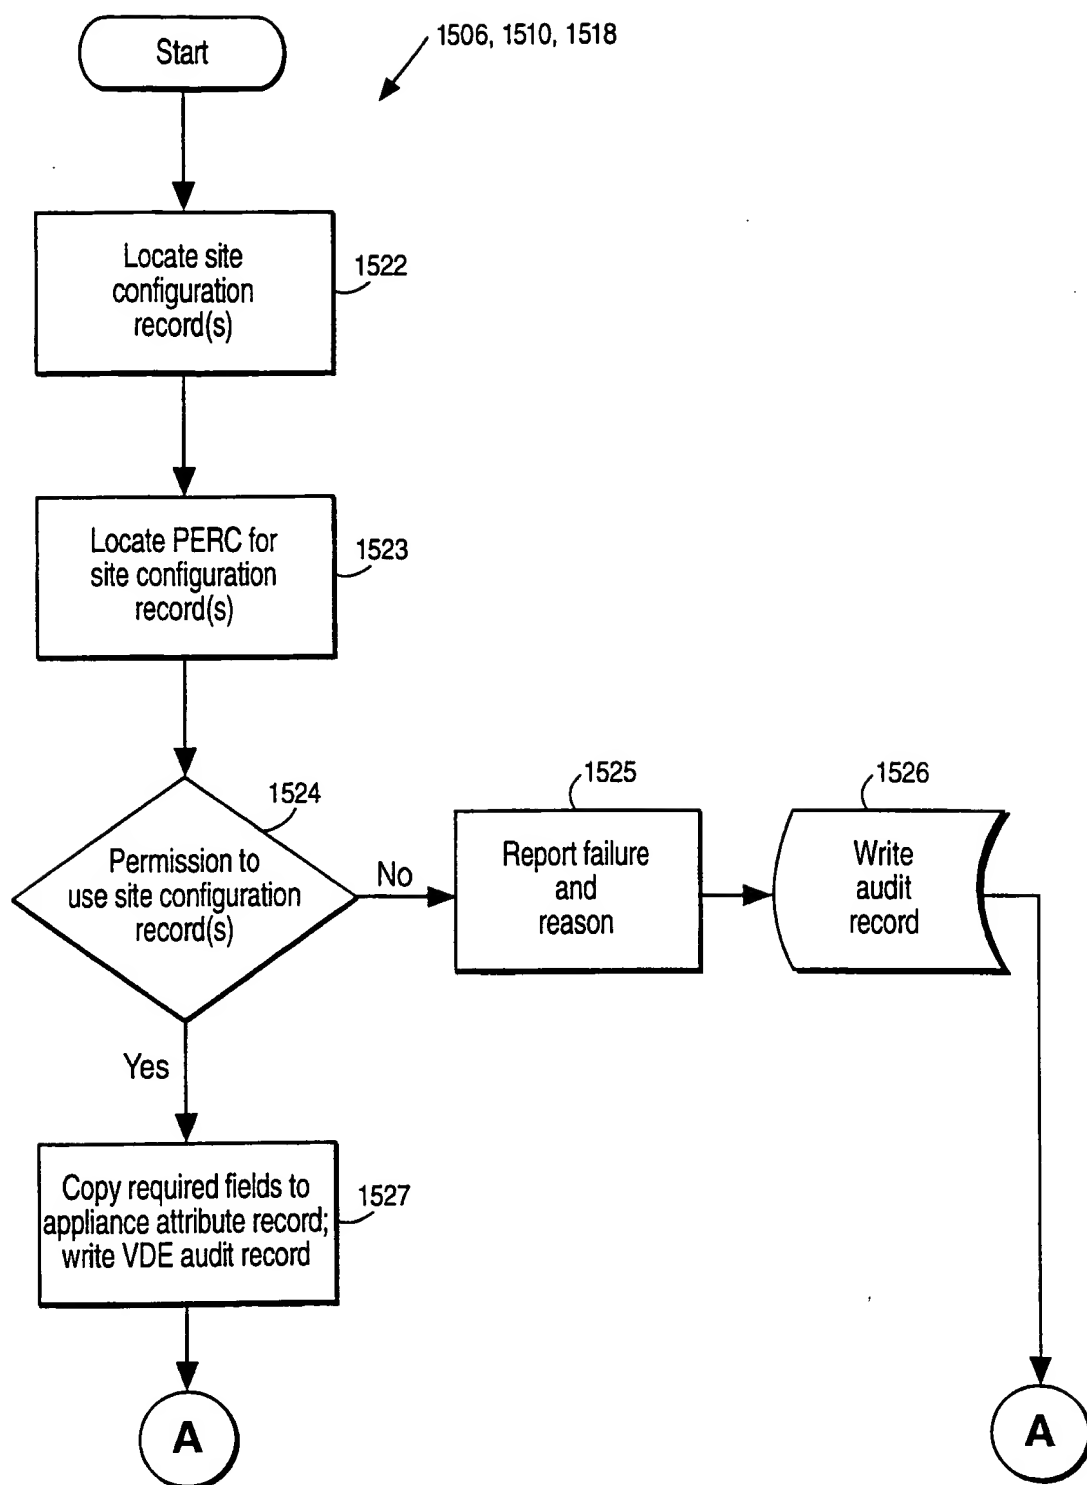 Start
1506, 1510, 1518
Locate site
configuration
record(s)
1522
Locate PERC for
site configuration
record(s)
1523
1524
Permission to
use site configuration
record(s)
No
Yes
1525
Report failure
and
reason
1526
Write
audit
record
Copy required fields to
appliance attribute record;
write VDE audit record
1527
A
A